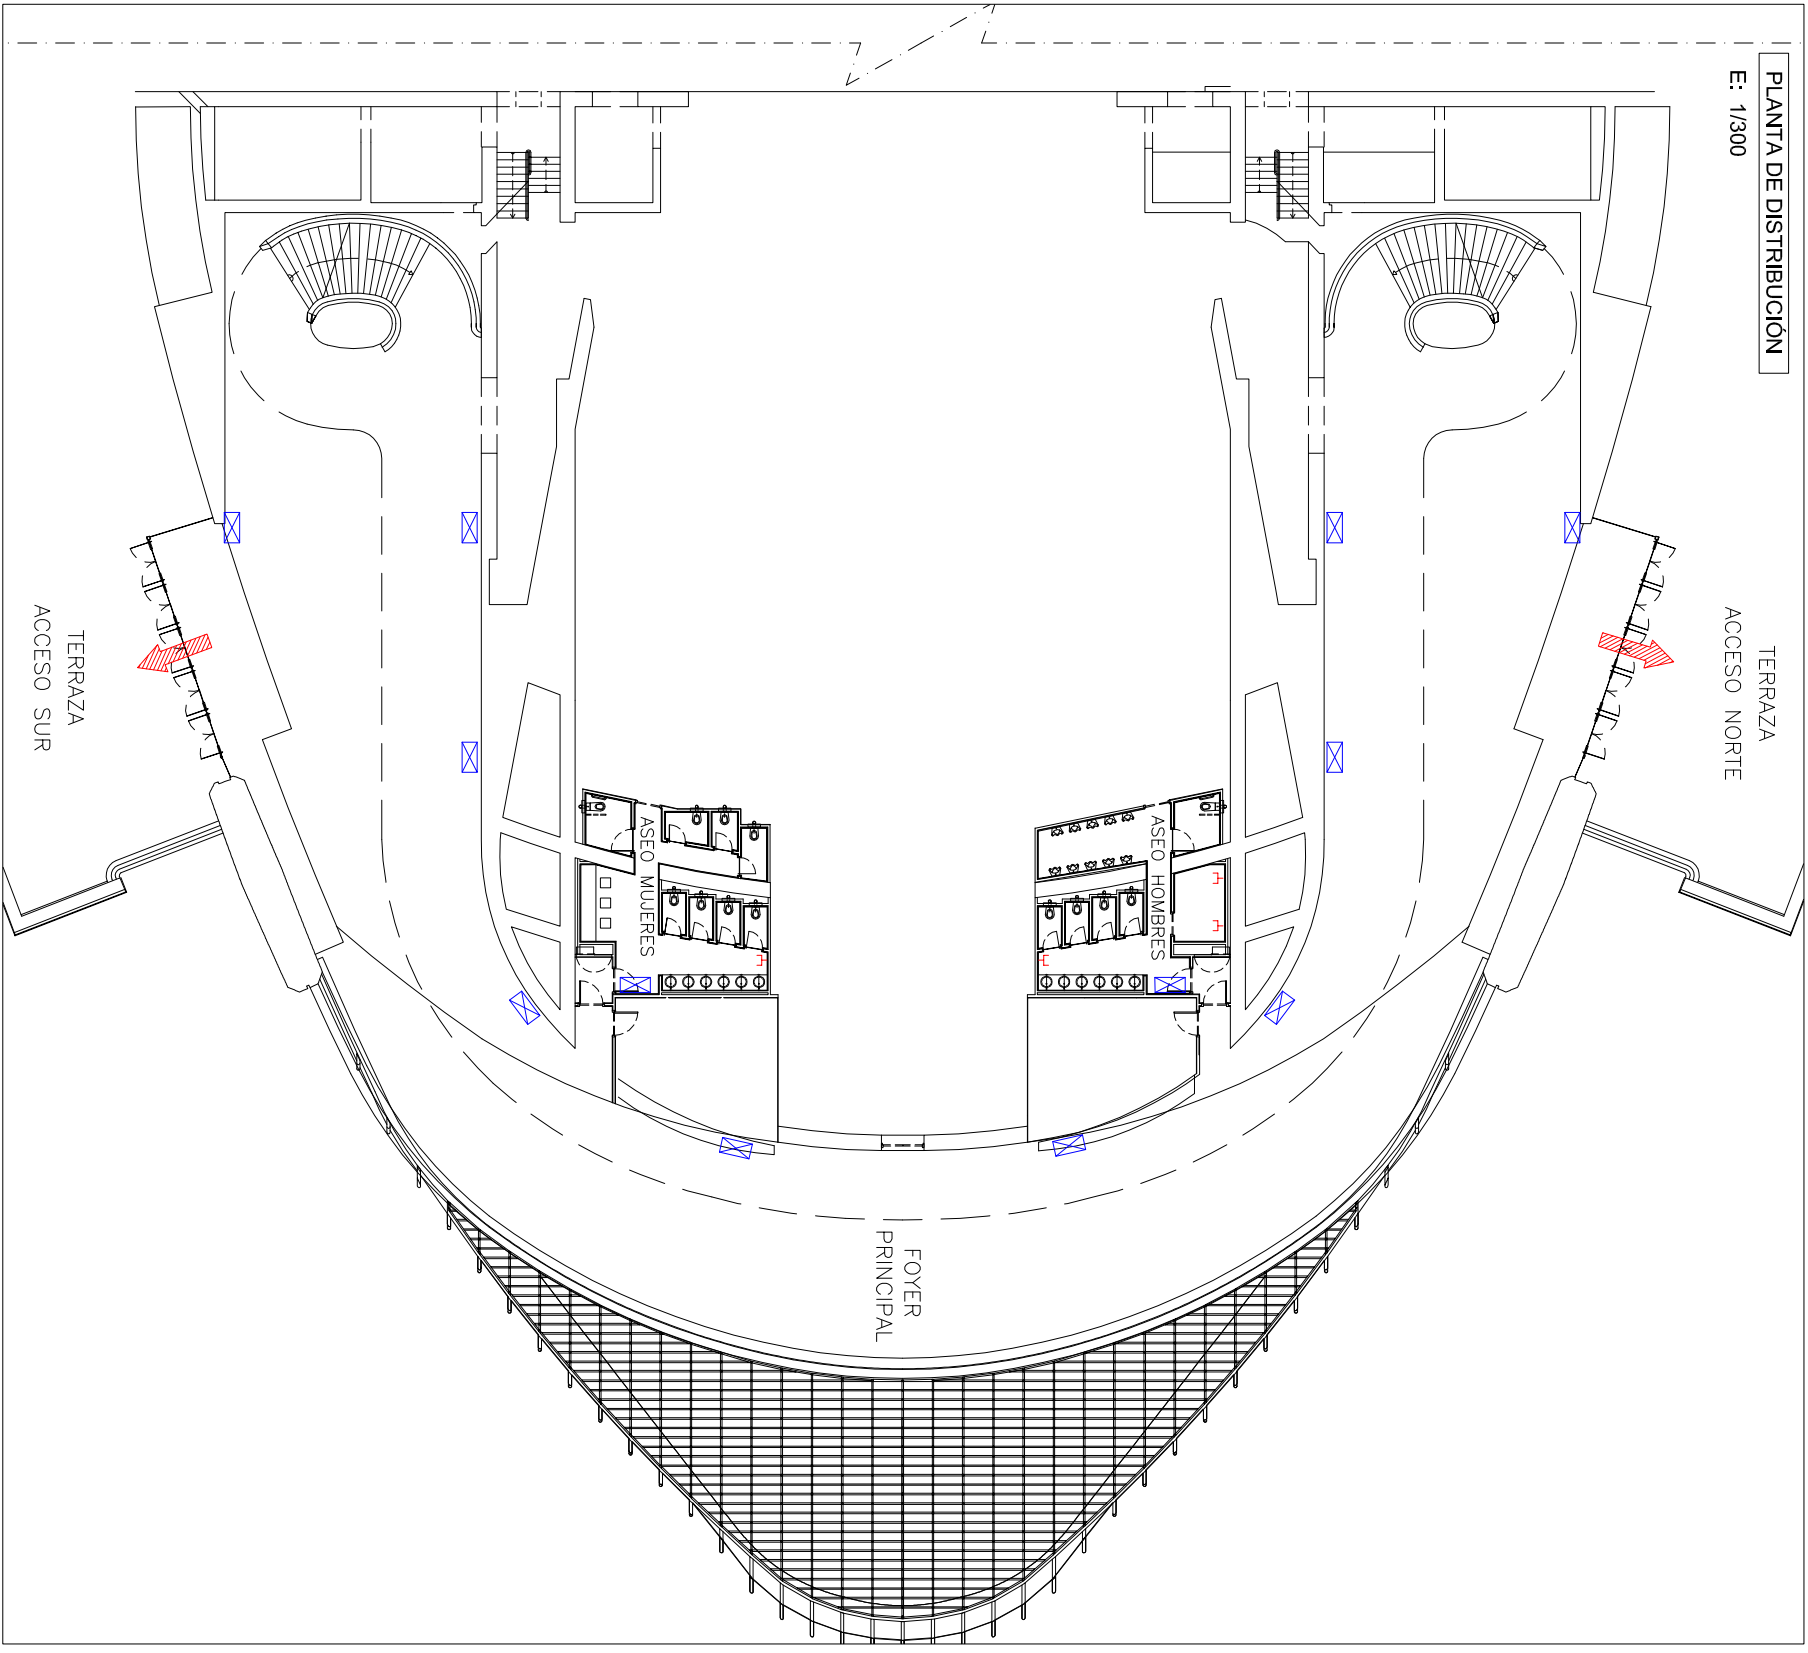 PLANTA DE DISTRIBUCIÓN
E: 1/300
TERRAZA
ACCESO NORTE
TERRAZA
ACCESO SUR
ASEO HOMBRES
ASEO MUJERES
FOYER
PRINCIPAL